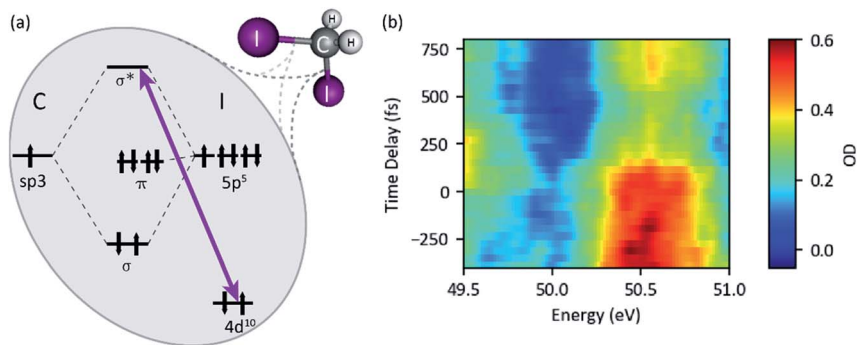 (a)
H
I
C
H
I
σ*
C
I
sp3
π
5p⁵
σ
4d¹⁰
(b)
750
500
250
0
−250
Time Delay (fs)
49.5
50.0
50.5
51.0
Energy (eV)
0.6
0.4
0.2
0.0
OD